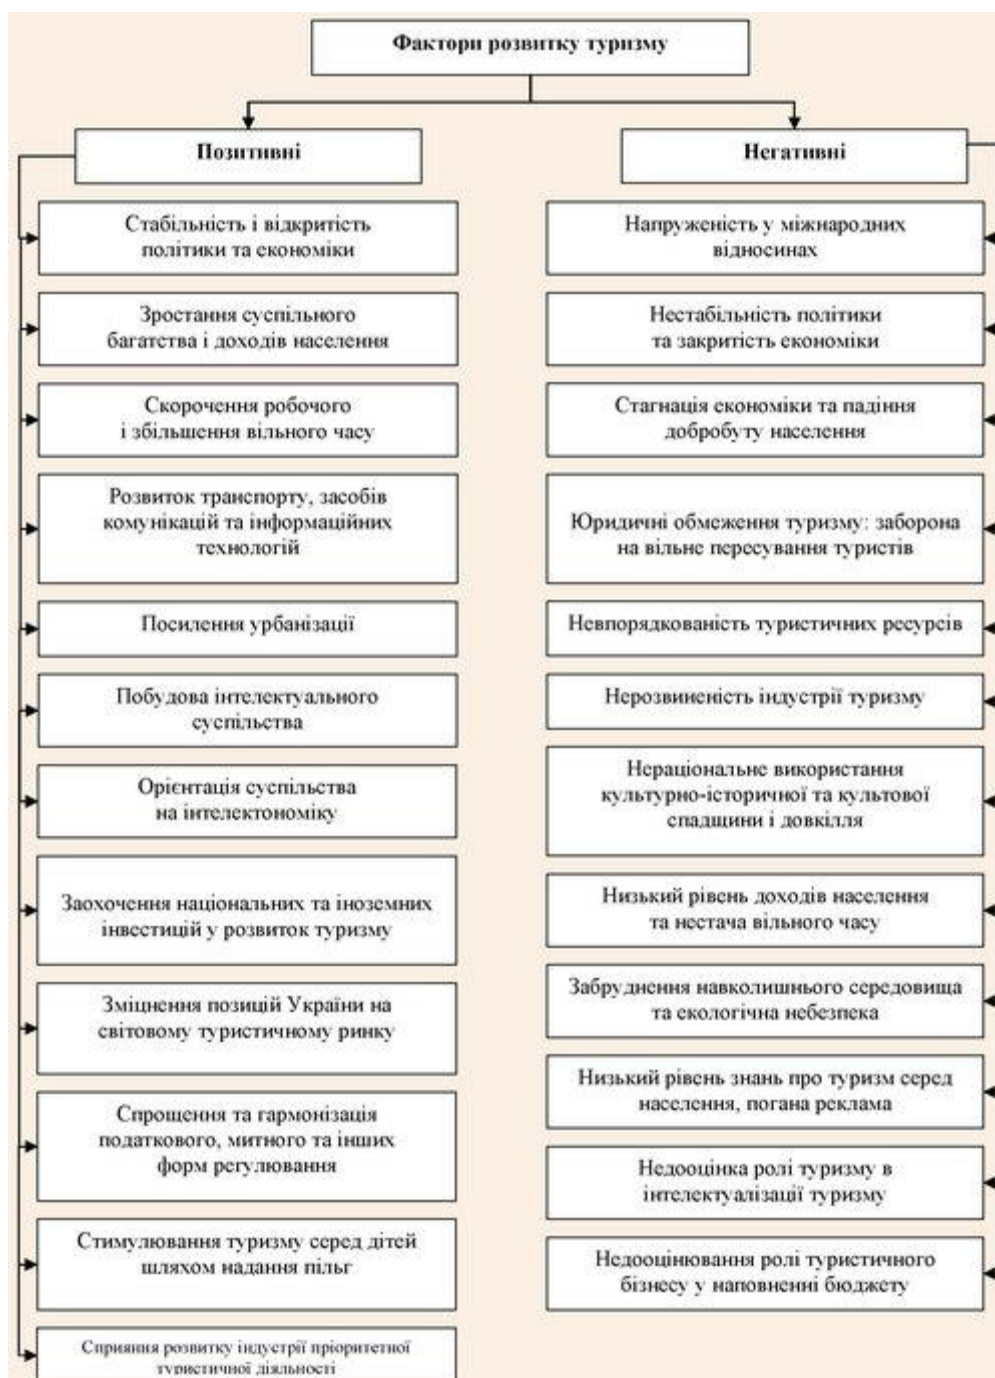 Фактори розвитку туризму
Позитивні
Стабільність і відкритість
політики та економіки
Зростання суспільного
багатства і доходів населення
Скорочення робочого
і збільшення вільного часу
Розвиток транспорту, засобів
комунікацій та інформаційних
технологій
Посилення урбанізації
Побудова інтелектуального
суспільства
Орієнтація суспільства
на інтелектономіку
Заохочення національних та іноземних
інвестицій у розвиток туризму
Зміцнення позицій України на
світовому туристичному ринку
Спрощення та гармонізація
податкового, митного та інших
форм регулювання
Стимулювання туризму серед дітей
шляхом надання пільг
Сприяння розвитку індустрії пріоритетної
туристичної діяльності
Негативні
Напруженість у міжнародних
відносинах
Нестабільність політики
та закритість економіки
Стагнація економіки та падіння
добробуту населення
Юридичні обмеження туризму: заборона
на вільне пересування туристів
Невпорядкованість туристичних ресурсів
Нерозвиненість індустрії туризму
Нераціональне використання
культурно-історичної та культової
спадщини і довкілля
Низький рівень доходів населення
та нестача вільного часу
Забруднення навколишнього середовища
та екологічна небезпека
Низький рівень знань про туризм серед
населення, погана реклама
Недооцінка ролі туризму в
інтелектуалізації туризму
Недооцінювання ролі туристичного
бізнесу у наповненні бюджету